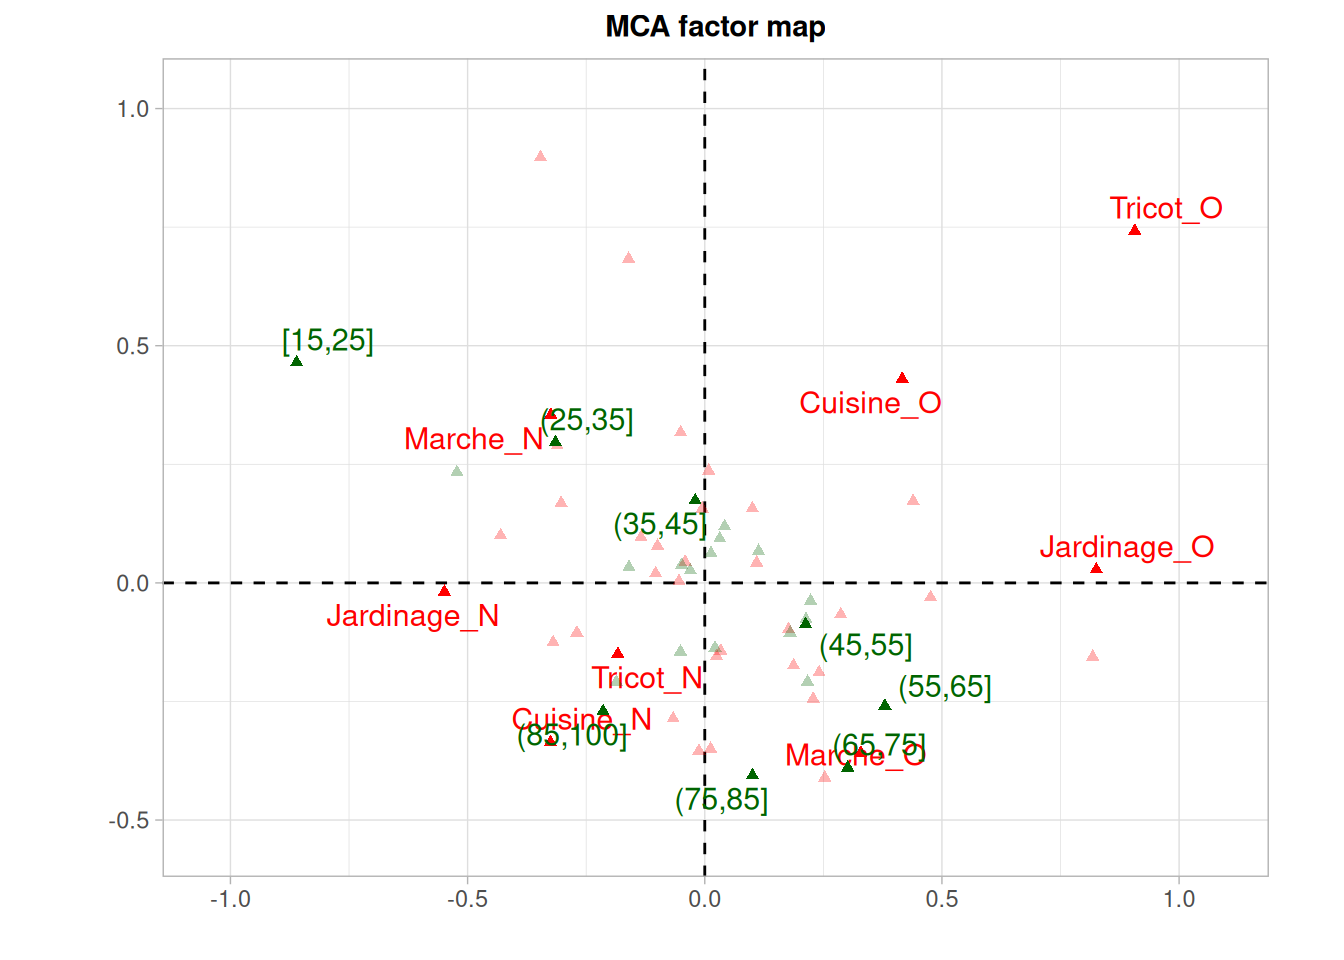 MCA factor map
1.0
Tricot_O
0.5
[15,25]
Cuisine_O
(25,35]
Marche_N
(35,45]
Jardinage_O
0.0
Jardinage_N
(45,55]
Tricot_N
(55,65]
Cuisine_N
(85,100]
(65,75]
Marche_O
(75,85]
-0.5
-1.0 -0.5 0.0 0.5 1.0